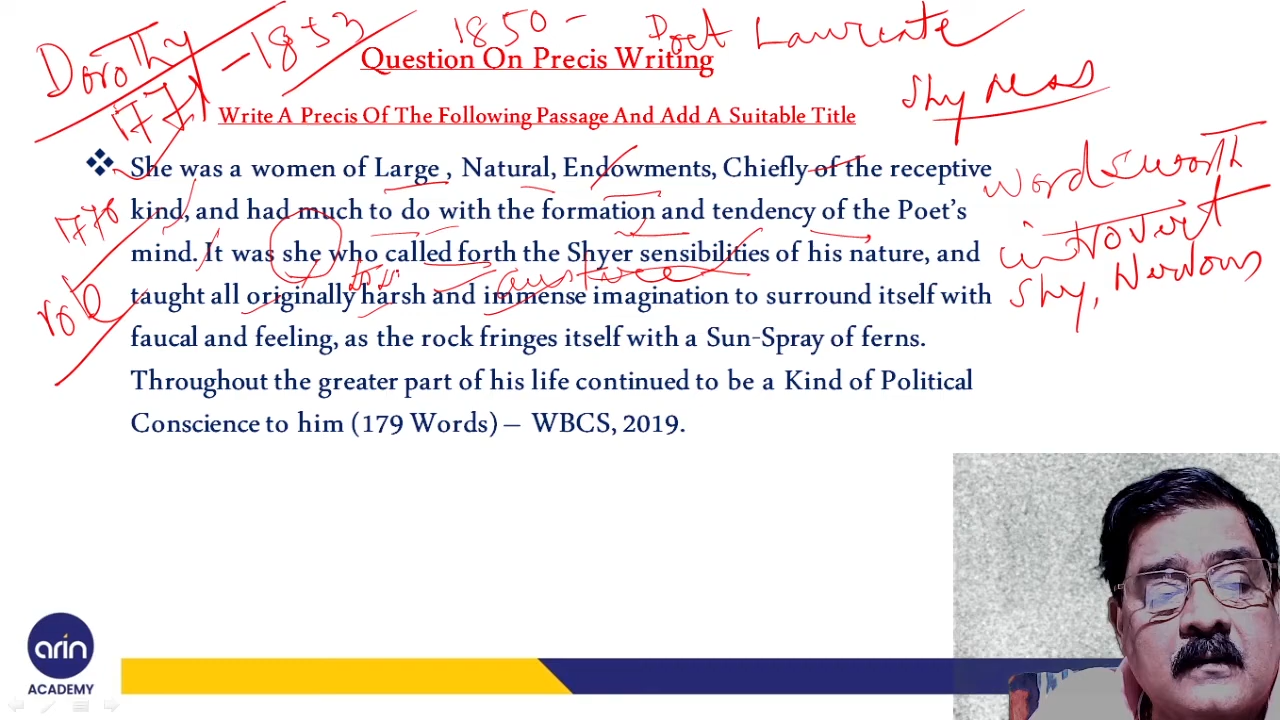 Dorothy
1771 – 1853
1850 –
Poet Laureate
Question On Precis Writing
Shyness
Write A Precis Of The Following Passage And Add A Suitable Title
She was a women of Large , Natural, Endowments, Chiefly of the receptive
kind, and had much to do with the formation and tendency of the Poet's
mind. It was she who called forth the Shyer sensibilities of his nature, and
taught all originally harsh and immense imagination to surround itself with
faucal and feeling, as the rock fringes itself with a Sun-Spray of ferns.
Throughout the greater part of his life continued to be a Kind of Political
Conscience to him (179 Words) – WBCS, 2019.
Wordsworth
introvert
Shy, Nervous
1770
role
austere
arin
ACADEMY